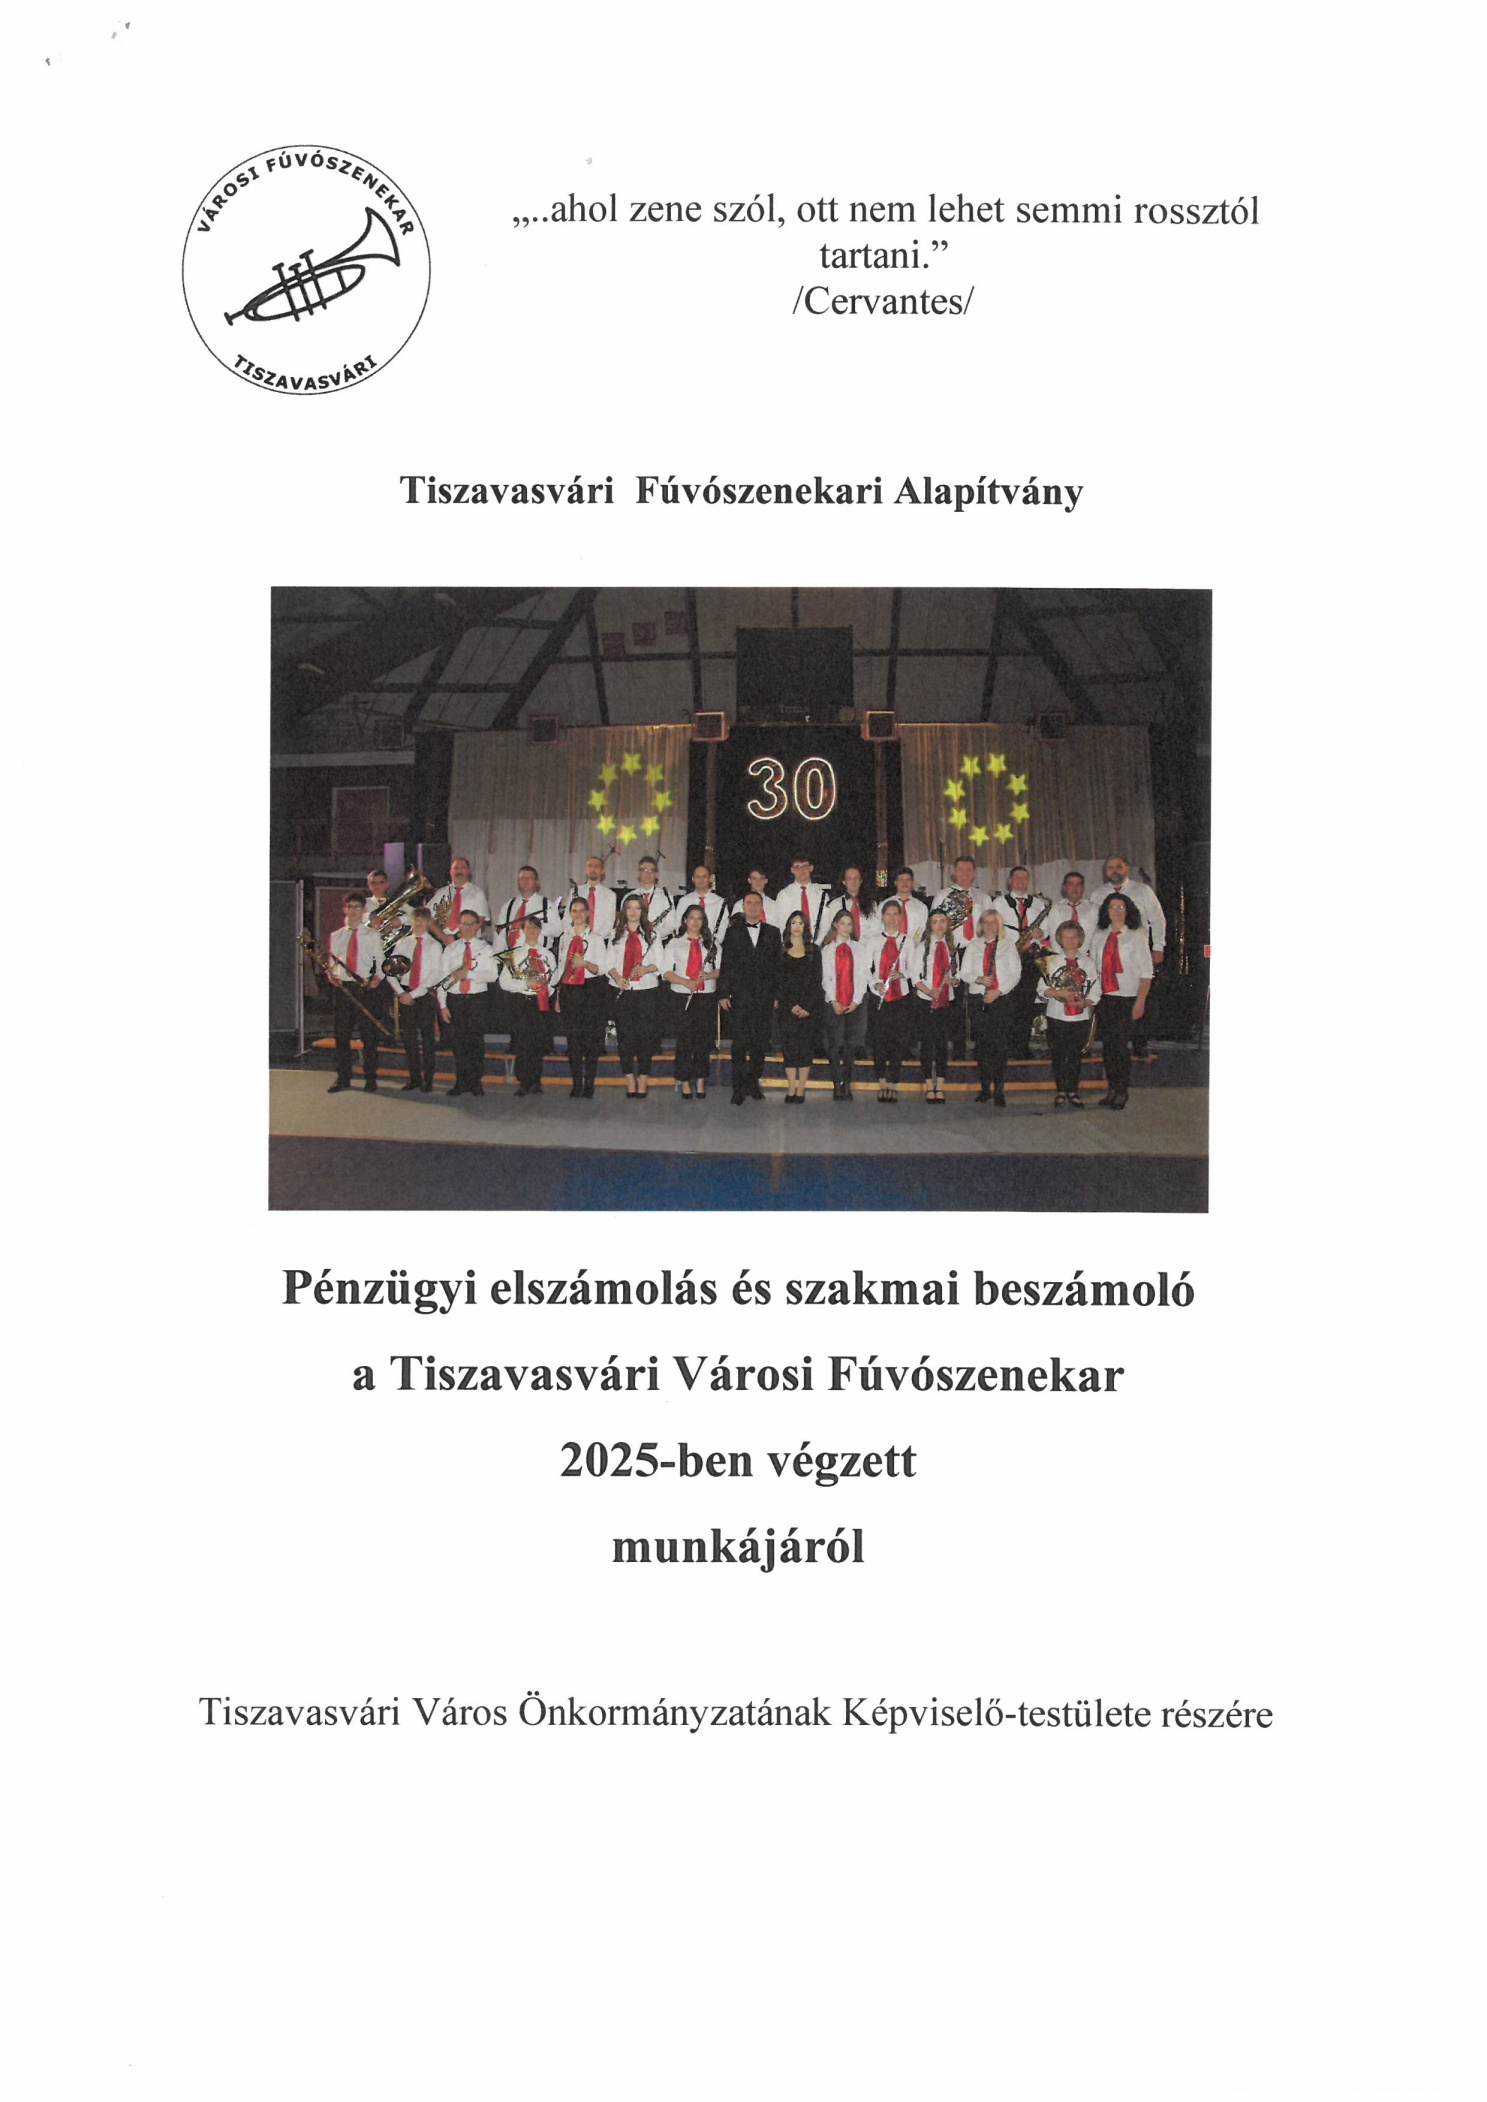 VÁROSI FÚVÓSZENEKAR
TISZAVASVÁRI
„..ahol zene szól, ott nem lehet semmi rossztól
tartani.”
/Cervantes/
Tiszavasvári Fúvószenekari Alapítvány
30
Pénzügyi elszámolás és szakmai beszámoló
a Tiszavasvári Városi Fúvószenekar
2025-ben végzett
munkájáról
Tiszavasvári Város Önkormányzatának Képviselő-testülete részére